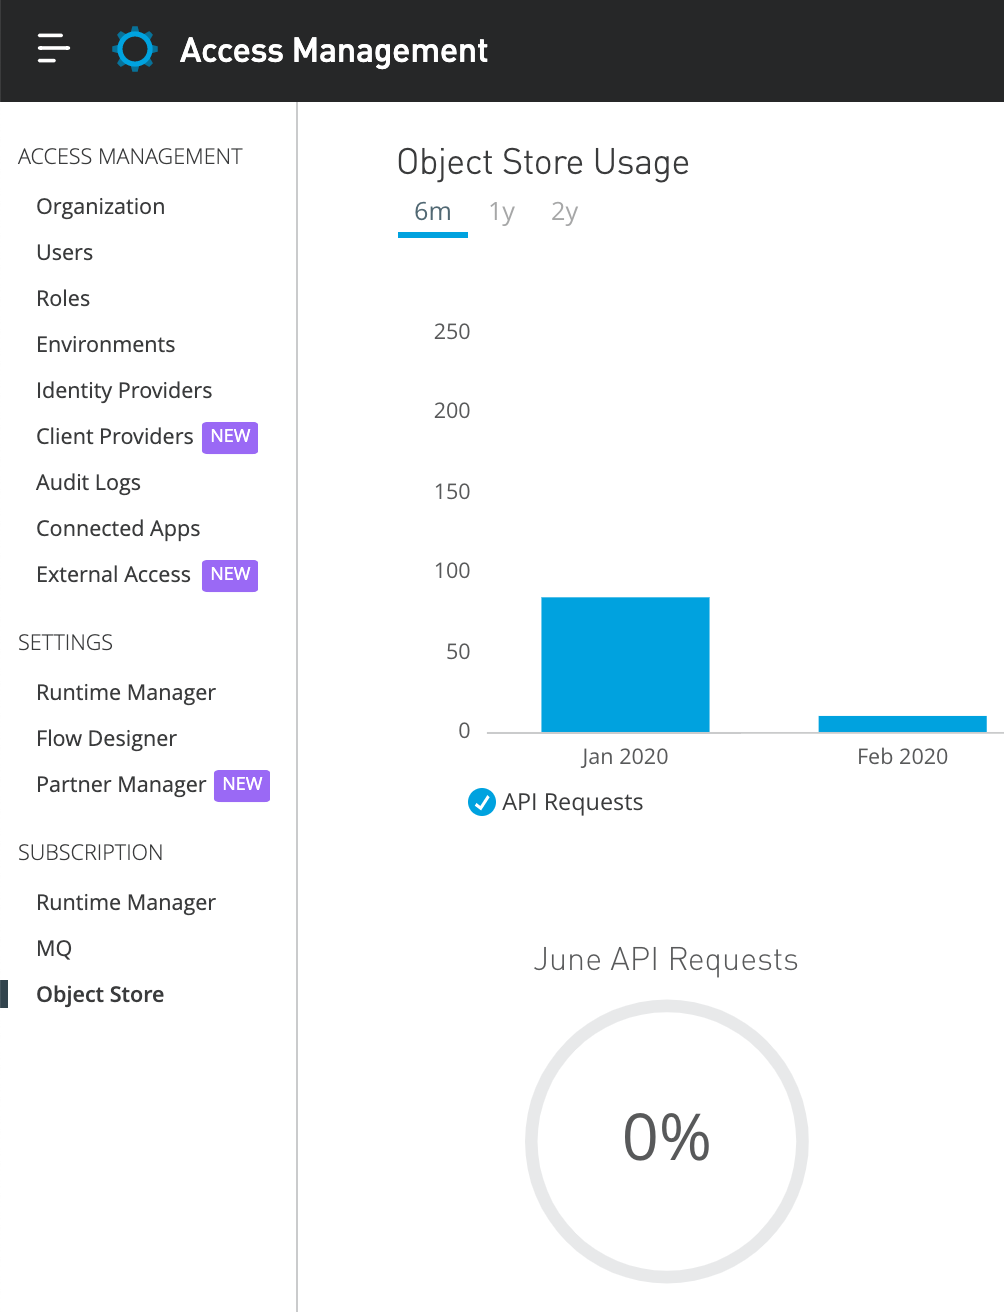 Access Management
ACCESS MANAGEMENT
Organization
Users
Roles
Environments
Identity Providers
Client Providers NEW
Audit Logs
Connected Apps
External Access NEW
SETTINGS
Runtime Manager
Flow Designer
Partner Manager NEW
SUBSCRIPTION
Runtime Manager
MQ
Object Store
Object Store Usage
6m 1y 2y
250
200
150
100
50
0
Jan 2020 Feb 2020
API Requests
June API Requests
0%